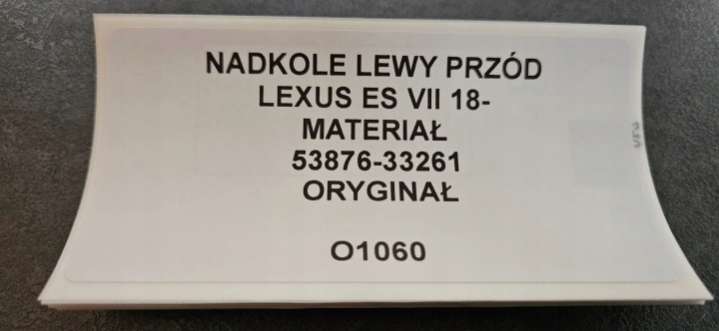 NADKOLE LEWY PRZÓD
LEXUS ES VII 18-
MATERIAŁ
53876-33261
ORYGINAŁ
O1060